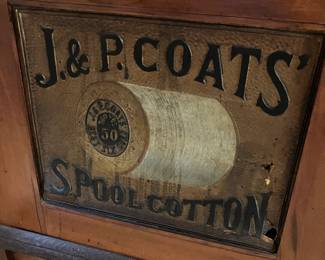 J. & P. COATS'
50
SPOOL COTTON